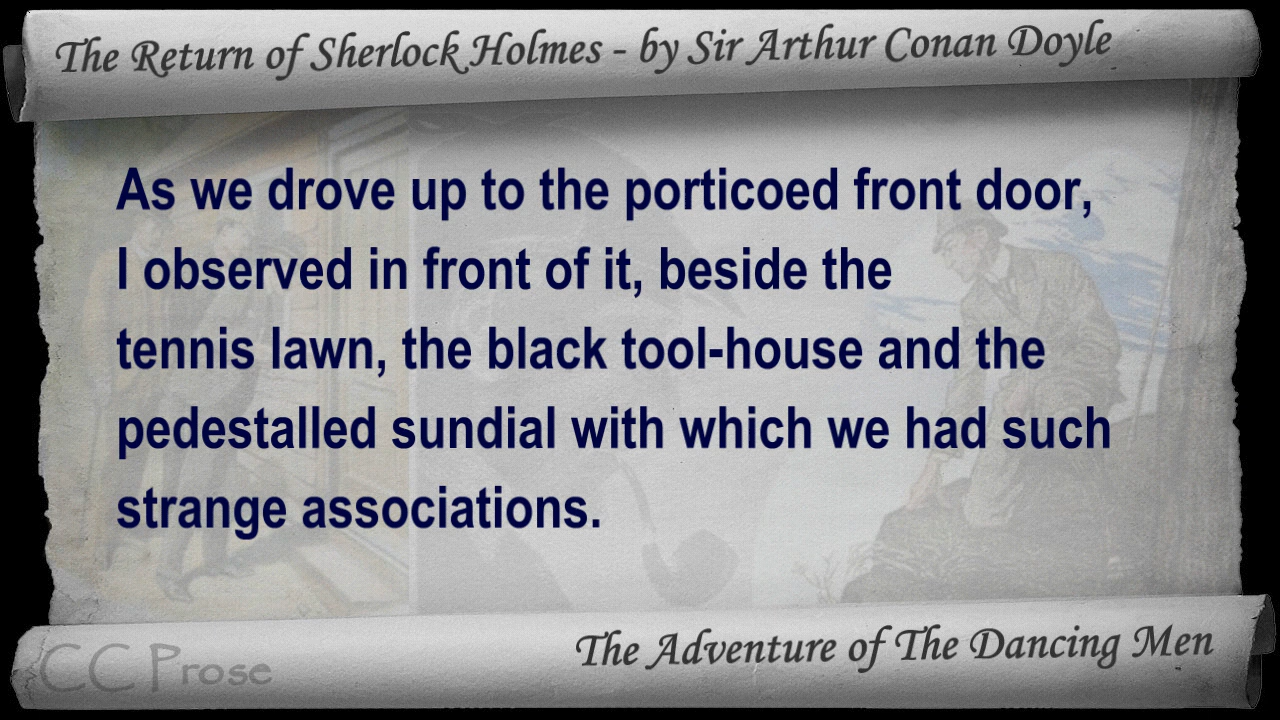 The Return of Sherlock Holmes - by Sir Arthur Conan Doyle
As we drove up to the porticoed front door,
I observed in front of it, beside the
tennis lawn, the black tool-house and the
pedestalled sundial with which we had such
strange associations.
The Adventure of The Dancing Men
CC Prose